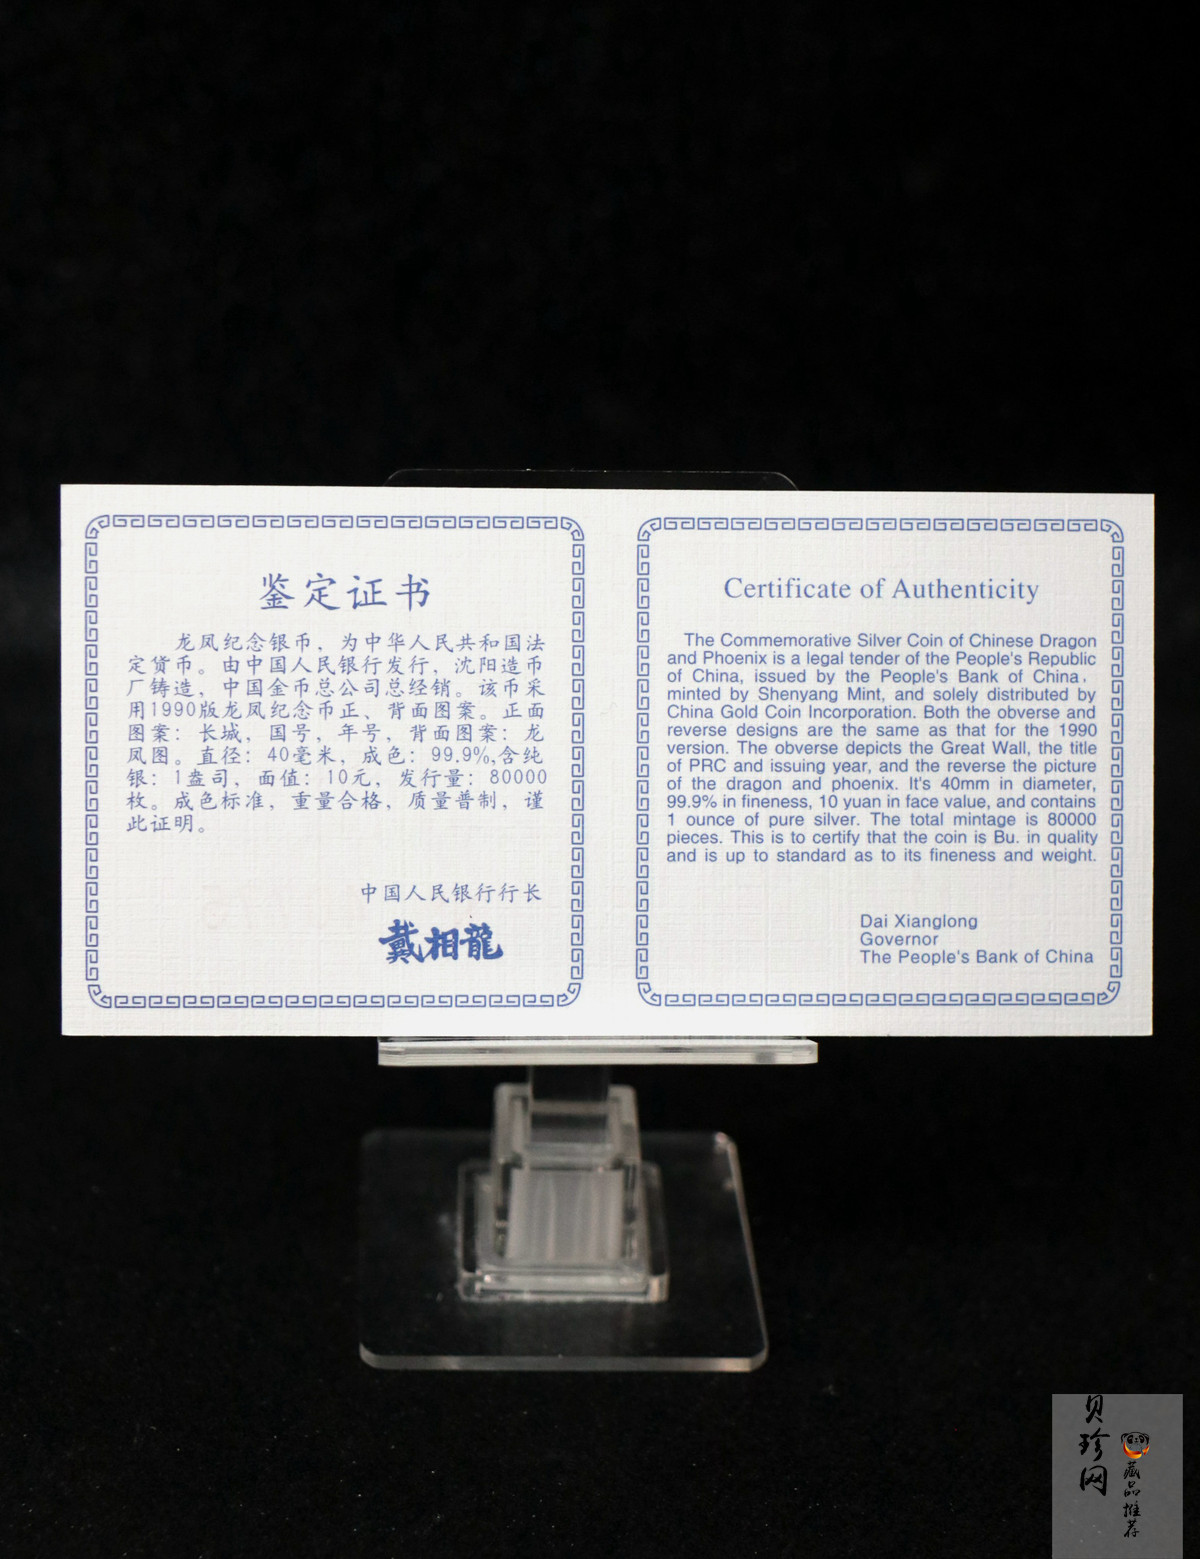 鉴定证书
龙凤纪念银币，为中华人民共和国法
定货币。由中国人民银行发行，沈阳造币
厂铸造，中国金币总公司总经销。该币采
用1990版龙凤纪念币正、背面图案。正面
图案：长城，国号，年号，背面图案：龙
凤图。直径：40毫米，成色：99.9%,含纯
银：1盎司，面值：10元，发行量：80000
枚。成色标准，重量合格，质量普制，谨
此证明。
中国人民银行行长
戴相龍
Certificate of Authenticity
The Commemorative Silver Coin of Chinese Dragon
and Phoenix is a legal tender of the People's Republic
of China, issued by the People's Bank of China,
minted by Shenyang Mint, and solely distributed by
China Gold Coin Incorporation. Both the obverse and
reverse designs are the same as that for the 1990
version. The obverse depicts the Great Wall, the title
of PRC and issuing year, and the reverse the picture
of the dragon and phoenix. It's 40mm in diameter,
99.9% in fineness, 10 yuan in face value, and contains
1 ounce of pure silver. The total mintage is 80000
pieces. This is to certify that the coin is Bu. in quality
and is up to standard as to its fineness and weight.
Dai Xianglong
Governor
The People's Bank of China
贝珍网
藏品推荐